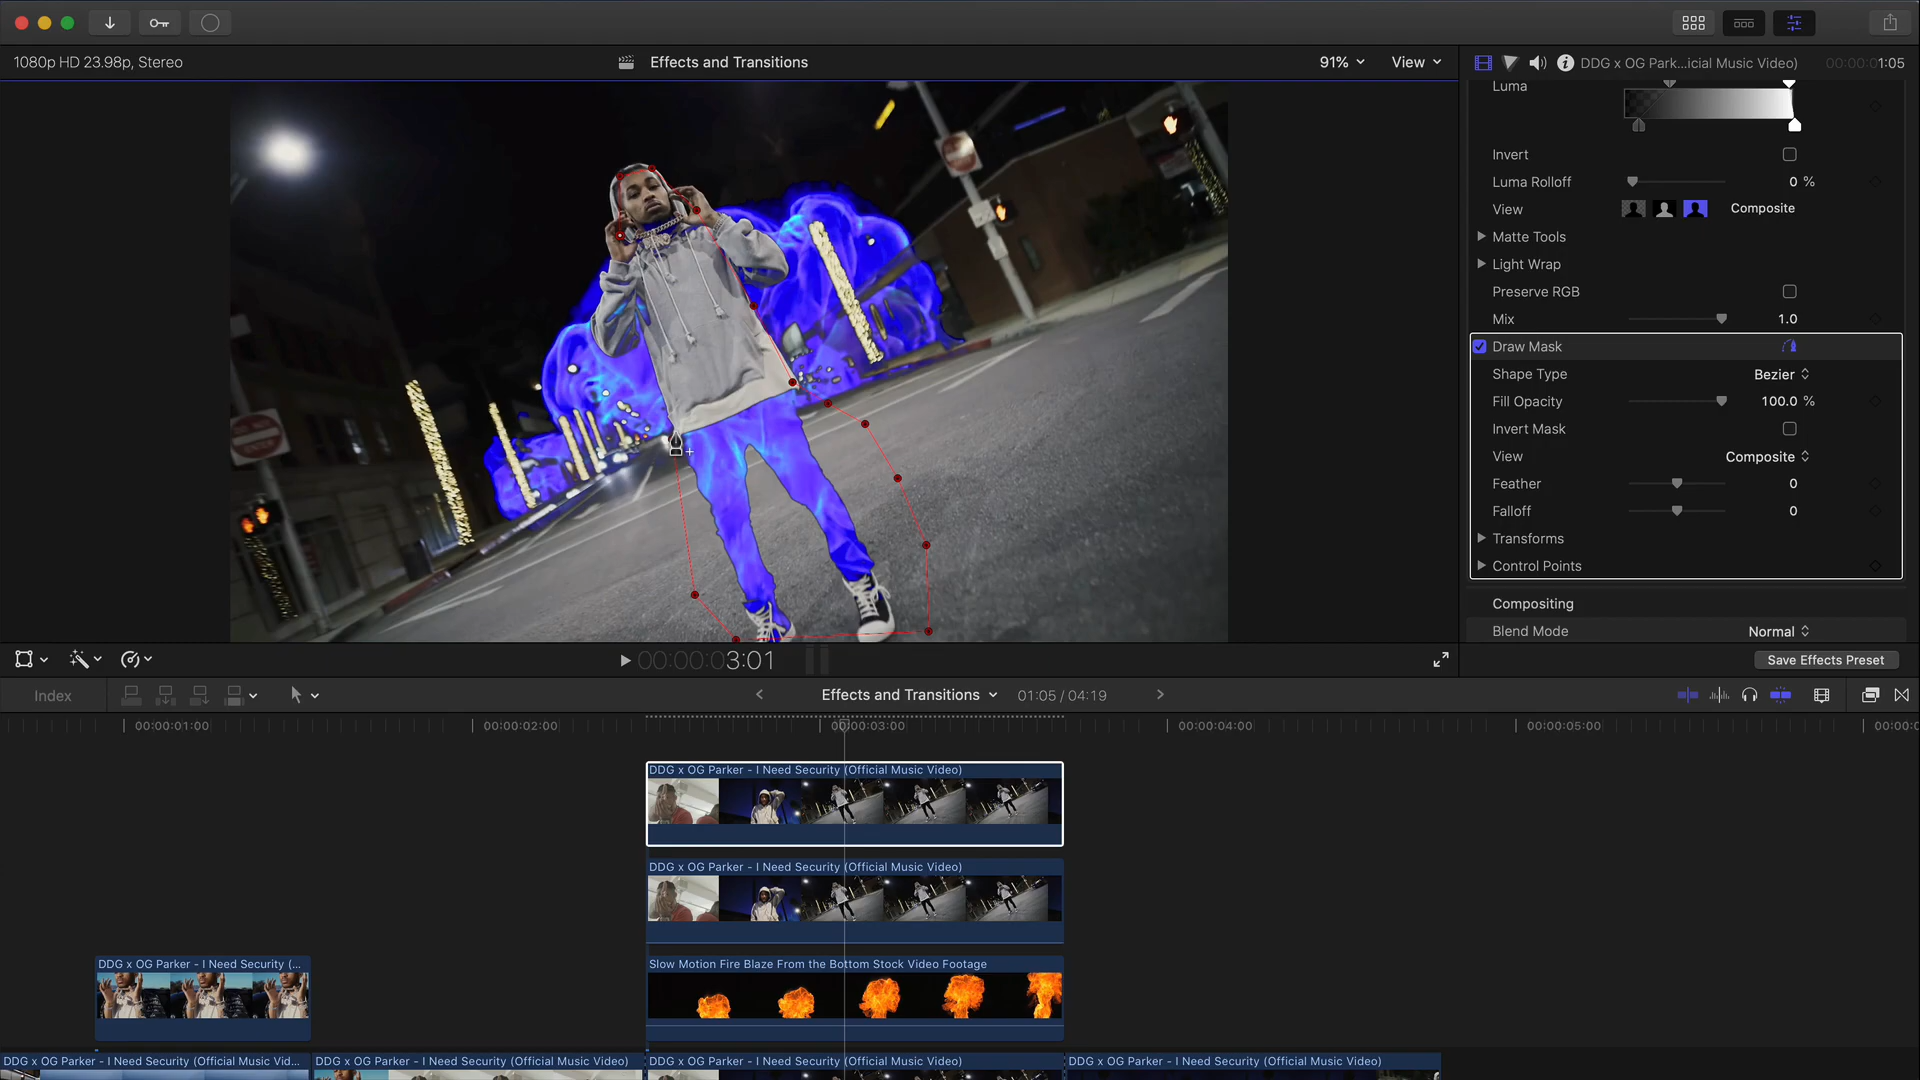 1080p HD 23.98p, Stereo
Effects and Transitions
91%
View
DDG x OG Park...icial Music Video)
00:00:01:05
Luma
Invert
Luma Rolloff
0 %
View
Composite
Matte Tools
Light Wrap
Preserve RGB
Mix
1.0
Draw Mask
Shape Type
Bezier
Fill Opacity
100.0 %
Invert Mask
View
Composite
Feather
0
Falloff
0
Transforms
Control Points
Compositing
Blend Mode
Normal
00:00:03:01
Save Effects Preset
Index
Effects and Transitions
01:05 / 04:19
00:00:01:00
00:00:02:00
00:00:03:00
00:00:04:00
00:00:05:00
DDG x OG Parker - I Need Security (Official Music Video)
DDG x OG Parker - I Need Security (Official Music Video)
DDG x OG Parker - I Need Security (...
Slow Motion Fire Blaze From the Bottom Stock Video Footage
DDG x OG Parker - I Need Security (Official Music Vid...
DDG x OG Parker - I Need Security (Official Music Video)
DDG x OG Parker - I Need Security (Official Music Video)
DDG x OG Parker - I Need Security (Official Music Video)